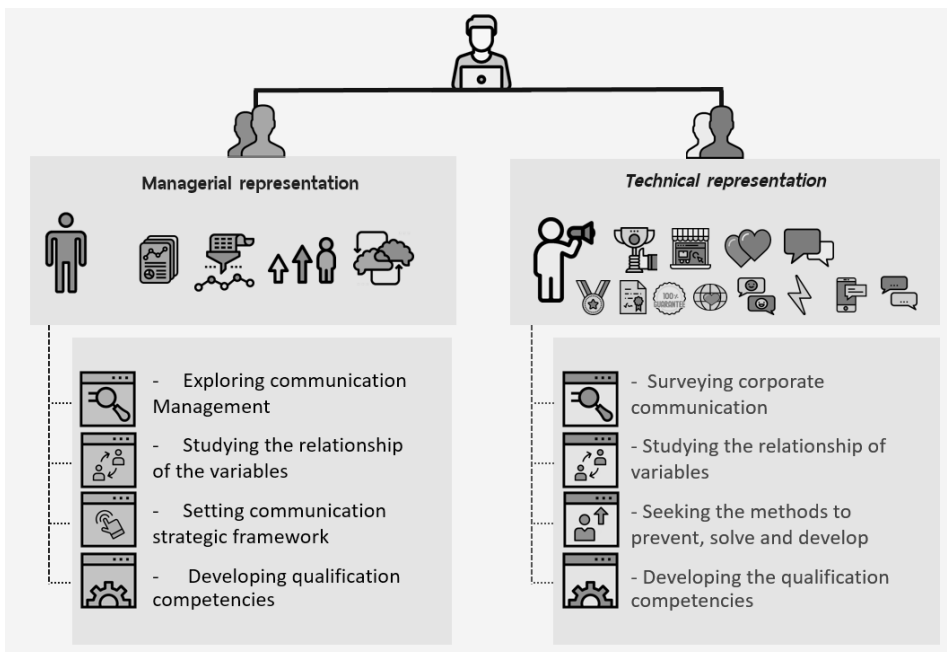 Managerial representation
Technical representation
100%
GUARANTEE
- Exploring communication
Management
- Studying the relationship
of the variables
- Setting communication
strategic framework
- Developing qualification
competencies
- Surveying corporate
communication
- Studying the relationship of
variables
- Seeking the methods to
prevent, solve and develop
- Developing the qualification
competencies